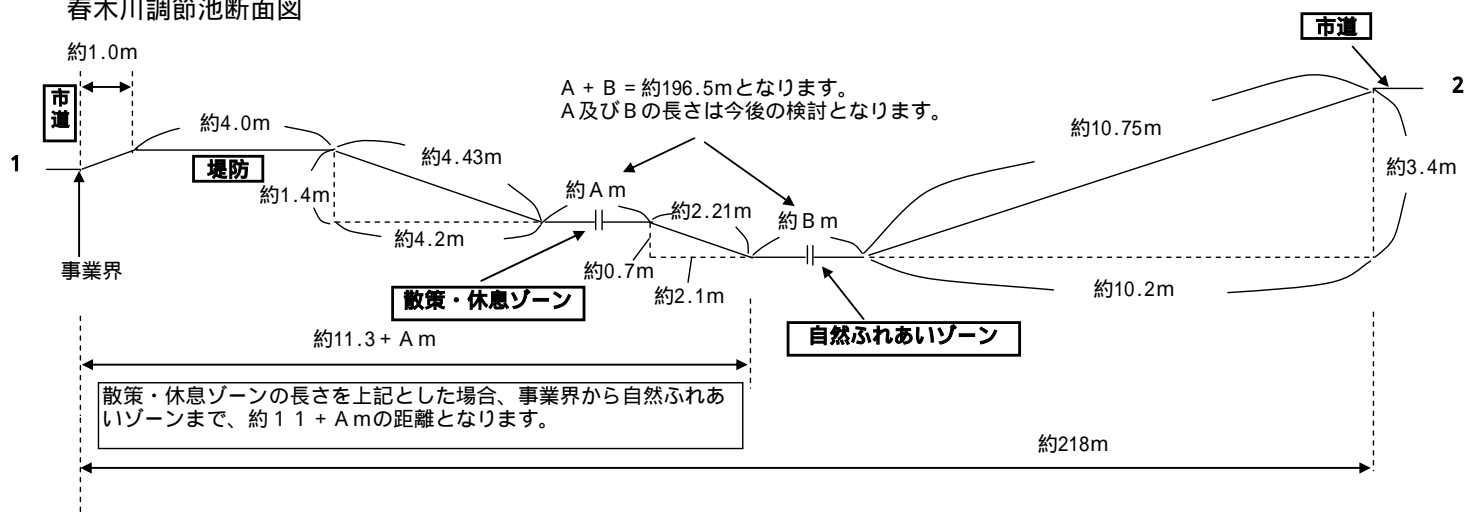 春木川調節池断面図
約1.0m
市道
約4.0m
堤防
約4.43m
A+B=約196.5mとなります。
A及びBの長さは今後の検討となります。
市道
2
約10.75m
約3.4m
1
約1.4m
約4.2m
約Am
約2.21m
約Bm
事業界
約0.7m
約2.1m
散策・休息ゾーン
約10.2m
自然ふれあいゾーン
約11.3+Am
散策・休息ゾーンの長さを上記とした場合、事業界から自然ふれあ
いゾーンまで、約11+Amの距離となります。
約218m